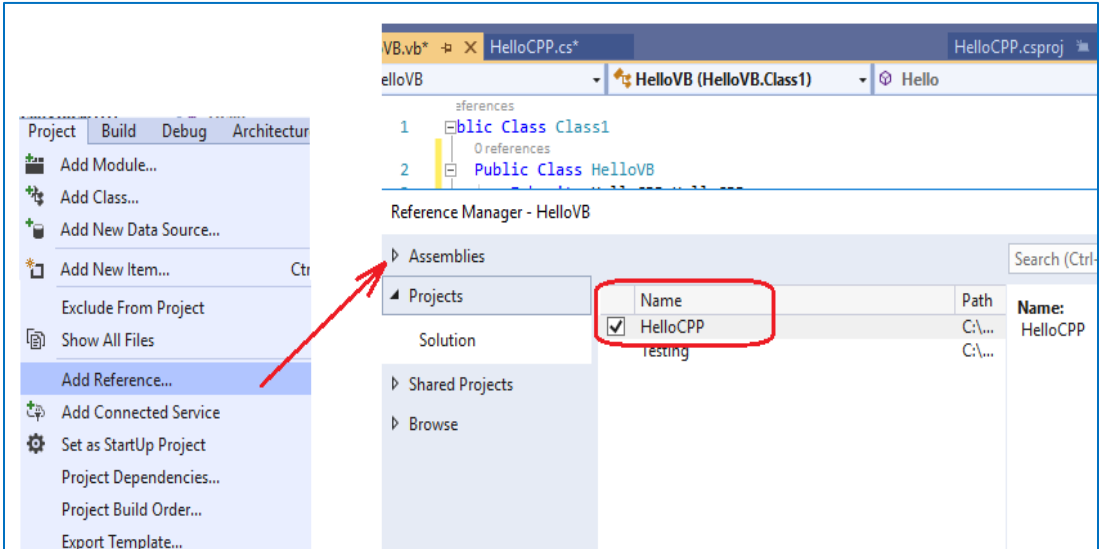 VB.vb* HelloCPP.cs* HelloCPP.csproj
elloVB HelloVB (HelloVB.Class1) Hello
eferences
1 blic Class Class1
0 references
2 Public Class HelloVB
Project Build Debug Architectur
Add Module...
Add Class...
Add New Data Source...
Add New Item... Ctr
Exclude From Project
Show All Files
Add Reference...
Add Connected Service
Set as StartUp Project
Project Dependencies...
Project Build Order...
Export Template...
Reference Manager - HelloVB
Assemblies
Projects
Solution
Shared Projects
Browse
Search (Ctrl-
Name Path
HelloCPP C:\...
Testing C:\...
Name:
HelloCPP